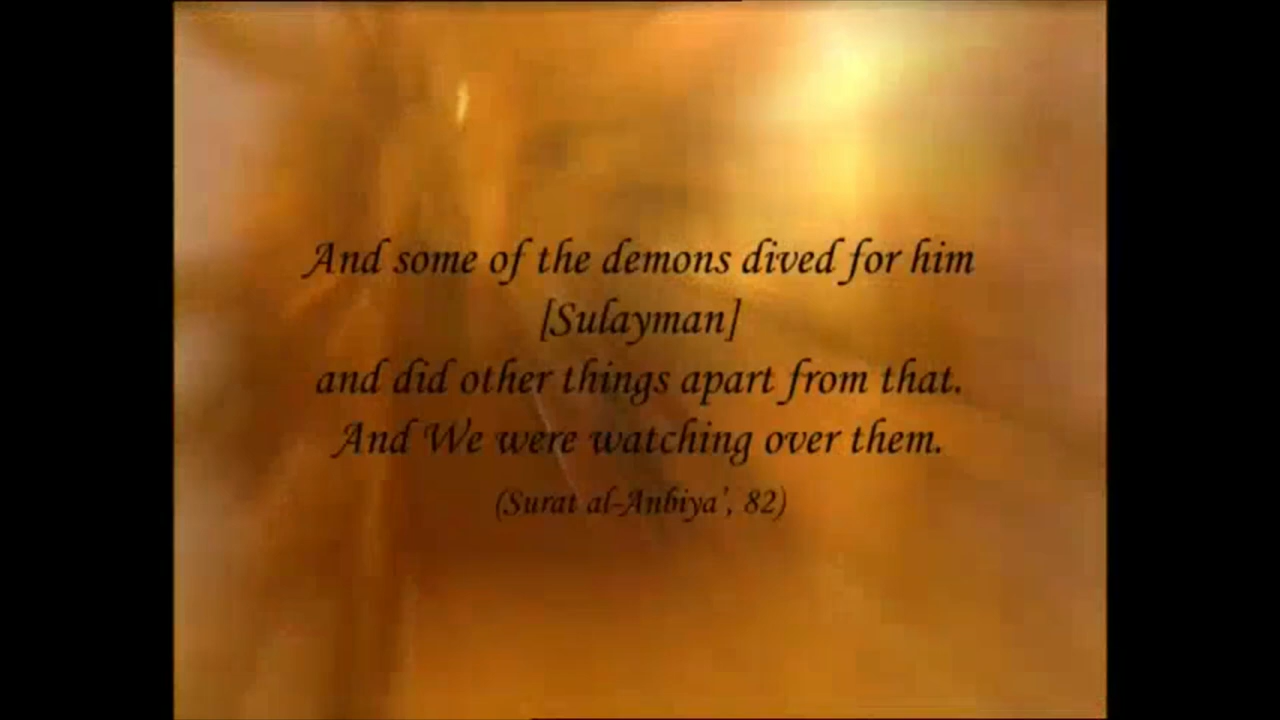 And some of the demons dived for him
[Sulayman]
and did other things apart from that.
And We were watching over them.
(Surat al-Anbiya', 82)